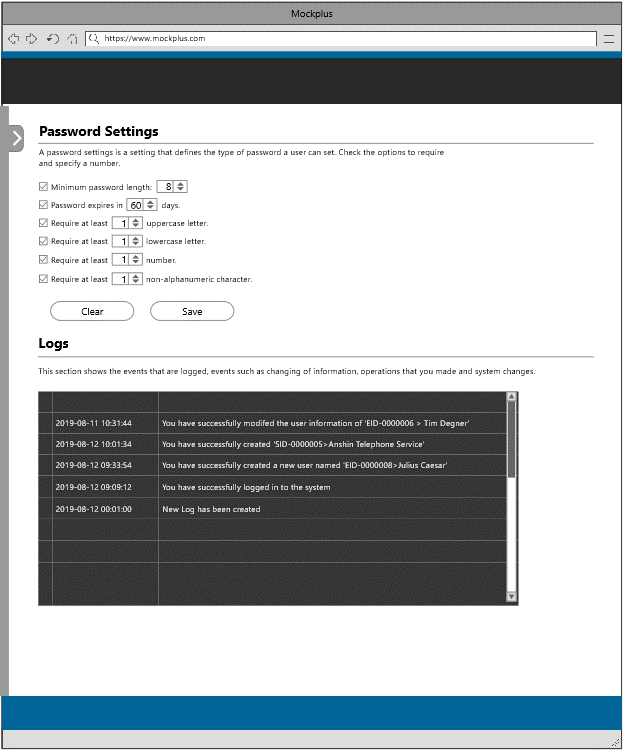 Mockplus
https://www.mockplus.com
Password Settings
A password settings is a setting that defines the type of password a user can set. Check the options to require
and specify a number.
Minimum password length: 8
Password expires in 60 days.
Require at least 1 uppercase letter.
Require at least 1 lowercase letter.
Require at least 1 number.
Require at least 1 non-alphanumeric character.
Clear Save
Logs
This section shows the events that are logged, events such as changing of information, operations that you made and system changes.
2019-08-11 10:31:44 You have successfully modifed the user information of 'EID-0000006 > Tim Degner'
2019-08-12 10:01:34 You have successfully created 'SID-0000005>Anshin Telephone Service'
2019-08-12 09:33:54 You have successfully created a new user named 'EID-0000008>Julius Caesar'
2019-08-12 09:09:12 You have successfully logged in to the system
2019-08-12 00:01:00 New Log has been created